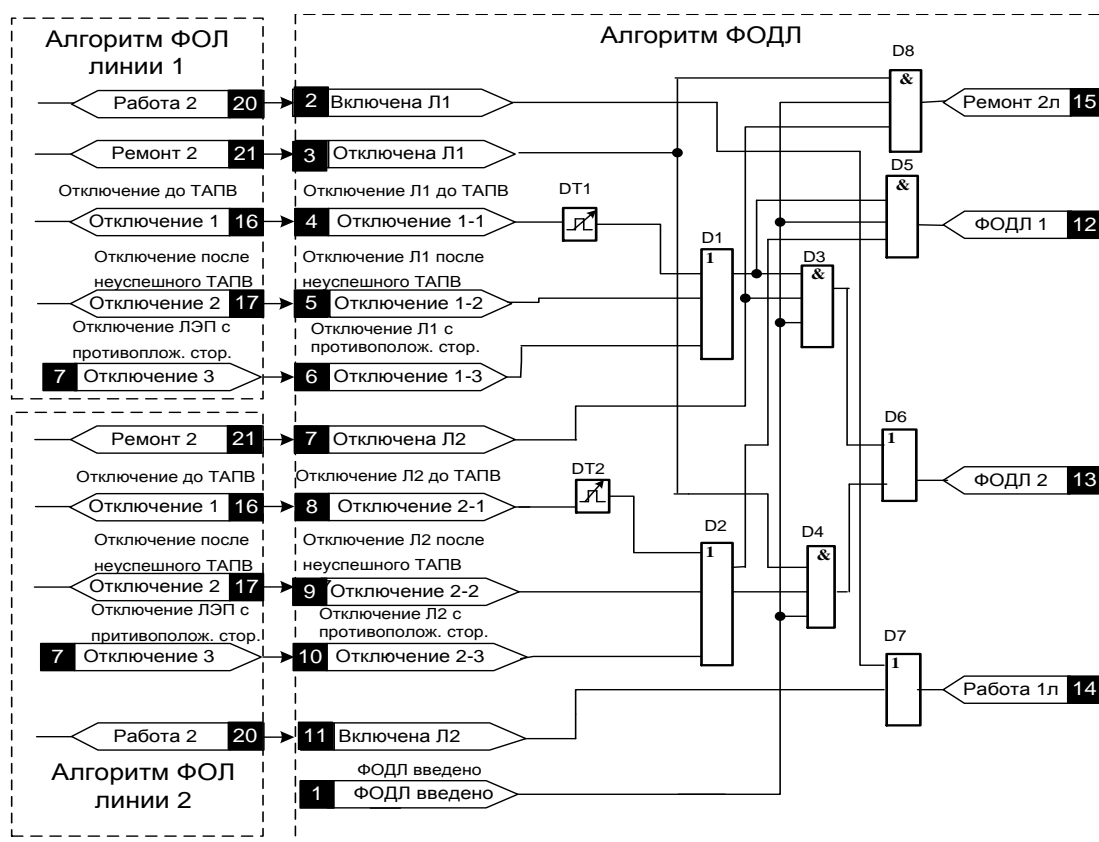 Алгоритм ФОЛ
линии 1
Алгоритм ФОДЛ
Работа 2 20
2 Включена Л1
Ремонт 2 21
3 Отключена Л1
Отключение до ТАПВ
Отключение Л1 до ТАПВ
Отключение 1 16
4 Отключение 1-1
DT1
Отключение после
неуспешного ТАПВ
Отключение Л1 после
неуспешного ТАПВ
Отключение 2 17
5 Отключение 1-2
Отключение ЛЭП с
противоплож. стор.
Отключение Л1 с
противополож. стор.
7 Отключение 3
6 Отключение 1-3
D1
1
D3
&
D8
&
Ремонт 2л 15
D5
&
ФОДЛ 1 12
Ремонт 2 21
7 Отключена Л2
Отключение до ТАПВ
Отключение Л2 до ТАПВ
Отключение 1 16
8 Отключение 2-1
DT2
Отключение после
неуспешного ТАПВ
Отключение Л2 после
неуспешного ТАПВ
Отключение 2 17
9 Отключение 2-2
Отключение ЛЭП с
притивополож. стор.
Отключение Л2 с
противополож. стор.
7 Отключение 3
10 Отключение 2-3
D2
1
D4
&
D6
1
ФОДЛ 2 13
D7
1
Работа 1л 14
Работа 2 20
11 Включена Л2
Алгоритм ФОЛ
линии 2
ФОДЛ введено
1 ФОДЛ введено